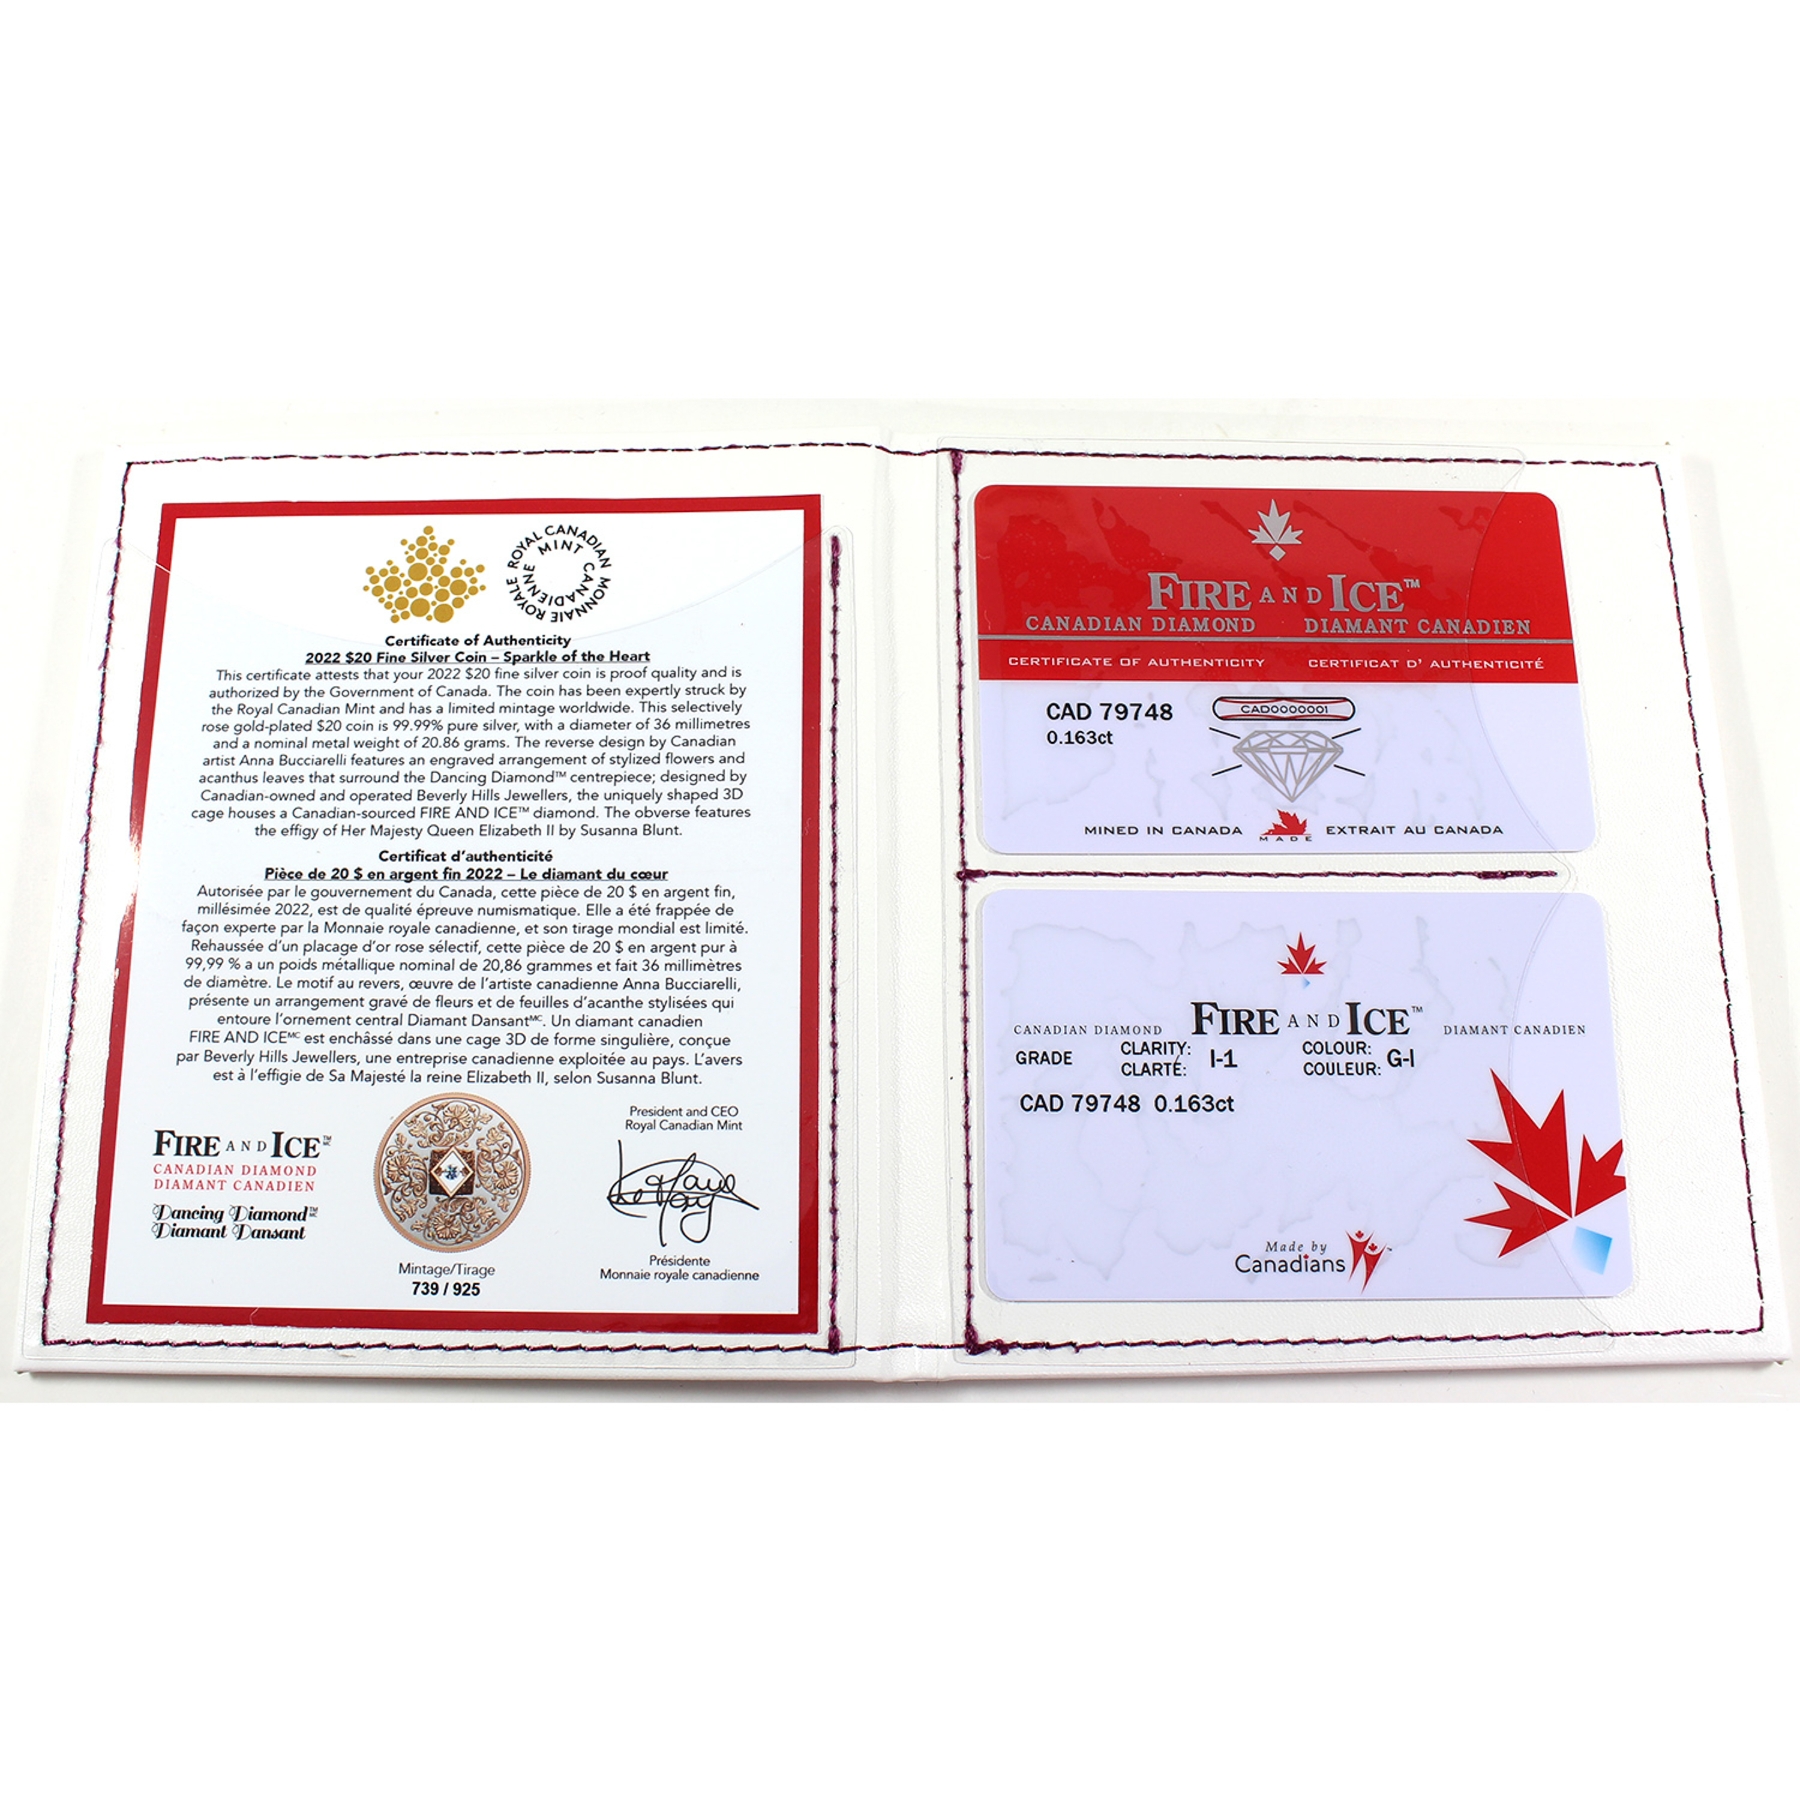 ROYAL CANADIAN MINT
MONNAIE ROYALE CANADIENNE
Certificate of Authenticity
2022 $20 Fine Silver Coin – Sparkle of the Heart
This certificate attests that your 2022 $20 fine silver coin is proof quality and is
authorized by the Government of Canada. The coin has been expertly struck by
the Royal Canadian Mint and has a limited mintage worldwide. This selectively
rose gold-plated $20 coin is 99.99% pure silver, with a diameter of 36 millimetres
and a nominal metal weight of 20.86 grams. The reverse design by Canadian
artist Anna Bucciarelli features an engraved arrangement of stylized flowers and
acanthus leaves that surround the Dancing Diamond™ centrepiece; designed by
Canadian-owned and operated Beverly Hills Jewellers, the uniquely shaped 3D
cage houses a Canadian-sourced FIRE AND ICE™ diamond. The obverse features
the effigy of Her Majesty Queen Elizabeth II by Susanna Blunt.
Certificat d'authenticité
Pièce de 20 $ en argent fin 2022 – Le diamant du cœur
Autorisée par le gouvernement du Canada, cette pièce de 20 $ en argent fin,
millésimée 2022, est de qualité épreuve numismatique. Elle a été frappée de
façon experte par la Monnaie royale canadienne, et son tirage mondial est limité.
Rehaussée d'un placage d'or rose sélectif, cette pièce de 20 $ en argent pur à
99,99 % a un poids métallique nominal de 20,86 grammes et fait 36 millimètres
de diamètre. Le motif au revers, œuvre de l'artiste canadienne Anna Bucciarelli,
présente un arrangement gravé de fleurs et de feuilles d'acanthe stylisées qui
entoure l'ornement central Diamant Dansantᴹᶜ. Un diamant canadien
FIRE AND ICEᴹᶜ est enchâssé dans une cage 3D de forme singulière, conçue
par Beverly Hills Jewellers, une entreprise canadienne exploitée au pays. L'avers
est à l'effigie de Sa Majesté la reine Elizabeth II, selon Susanna Blunt.
FIRE AND ICE™ MC
CANADIAN DIAMOND
DIAMANT CANADIEN
Dancing Diamond™ MC
Diamant Dansant
Mintage/Tirage
739 / 925
President and CEO
Royal Canadian Mint
Présidente
Monnaie royale canadienne
FIRE AND ICE™
CANADIAN DIAMOND DIAMANT CANADIEN
CERTIFICATE OF AUTHENTICITY CERTIFICAT D' AUTHENTICITÉ
CAD 79748 CAD0000001
0.163ct
MINED IN CANADA MADE EXTRAIT AU CANADA
CANADIAN DIAMOND FIRE AND ICE™ DIAMANT CANADIEN
GRADE CLARITY: I-1 COLOUR: G-I
CLARTÉ: COULEUR:
CAD 79748 0.163ct
Made by
Canadians™